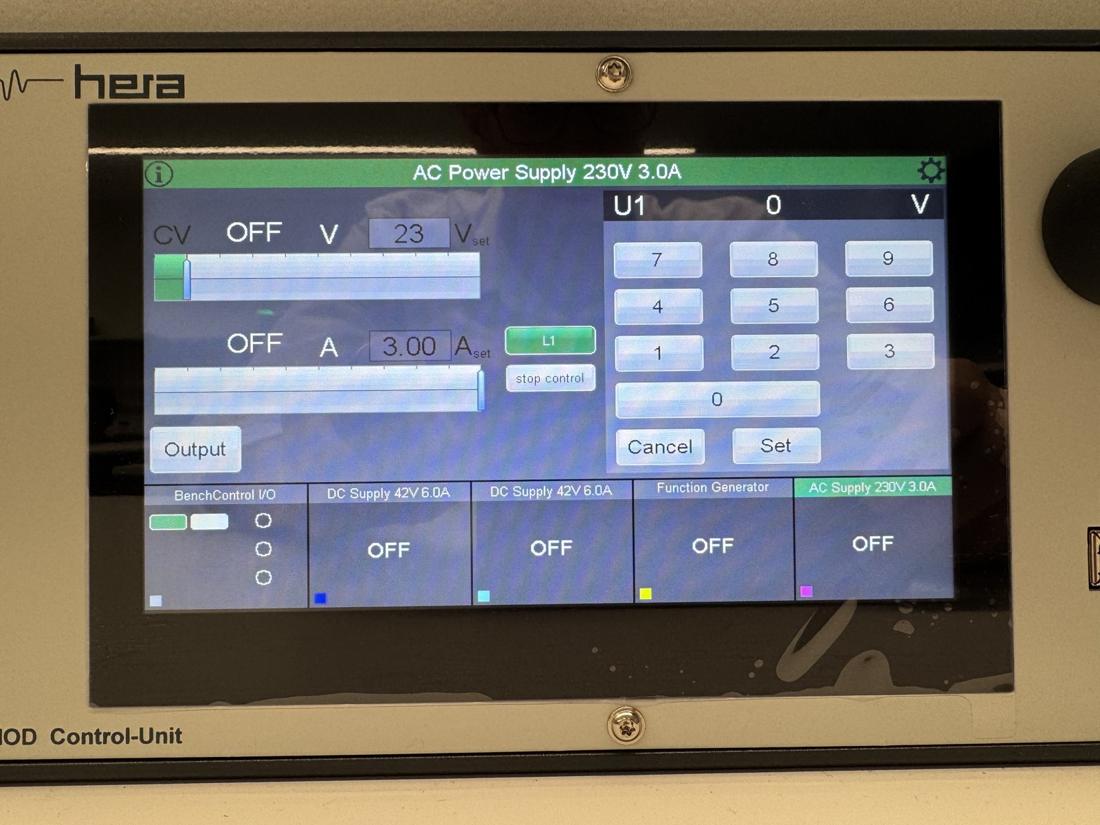 hera
AC Power Supply 230V 3.0A
CV OFF V 23 Vset
OFF A 3.00 Aset
L1
stop control
Output
U1 0 V
7 8 9
4 5 6
1 2 3
0
Cancel Set
BenchControl I/O
DC Supply 42V 6.0A
OFF
DC Supply 42V 6.0A
OFF
Function Generator
OFF
AC Supply 230V 3.0A
OFF
Control-Unit